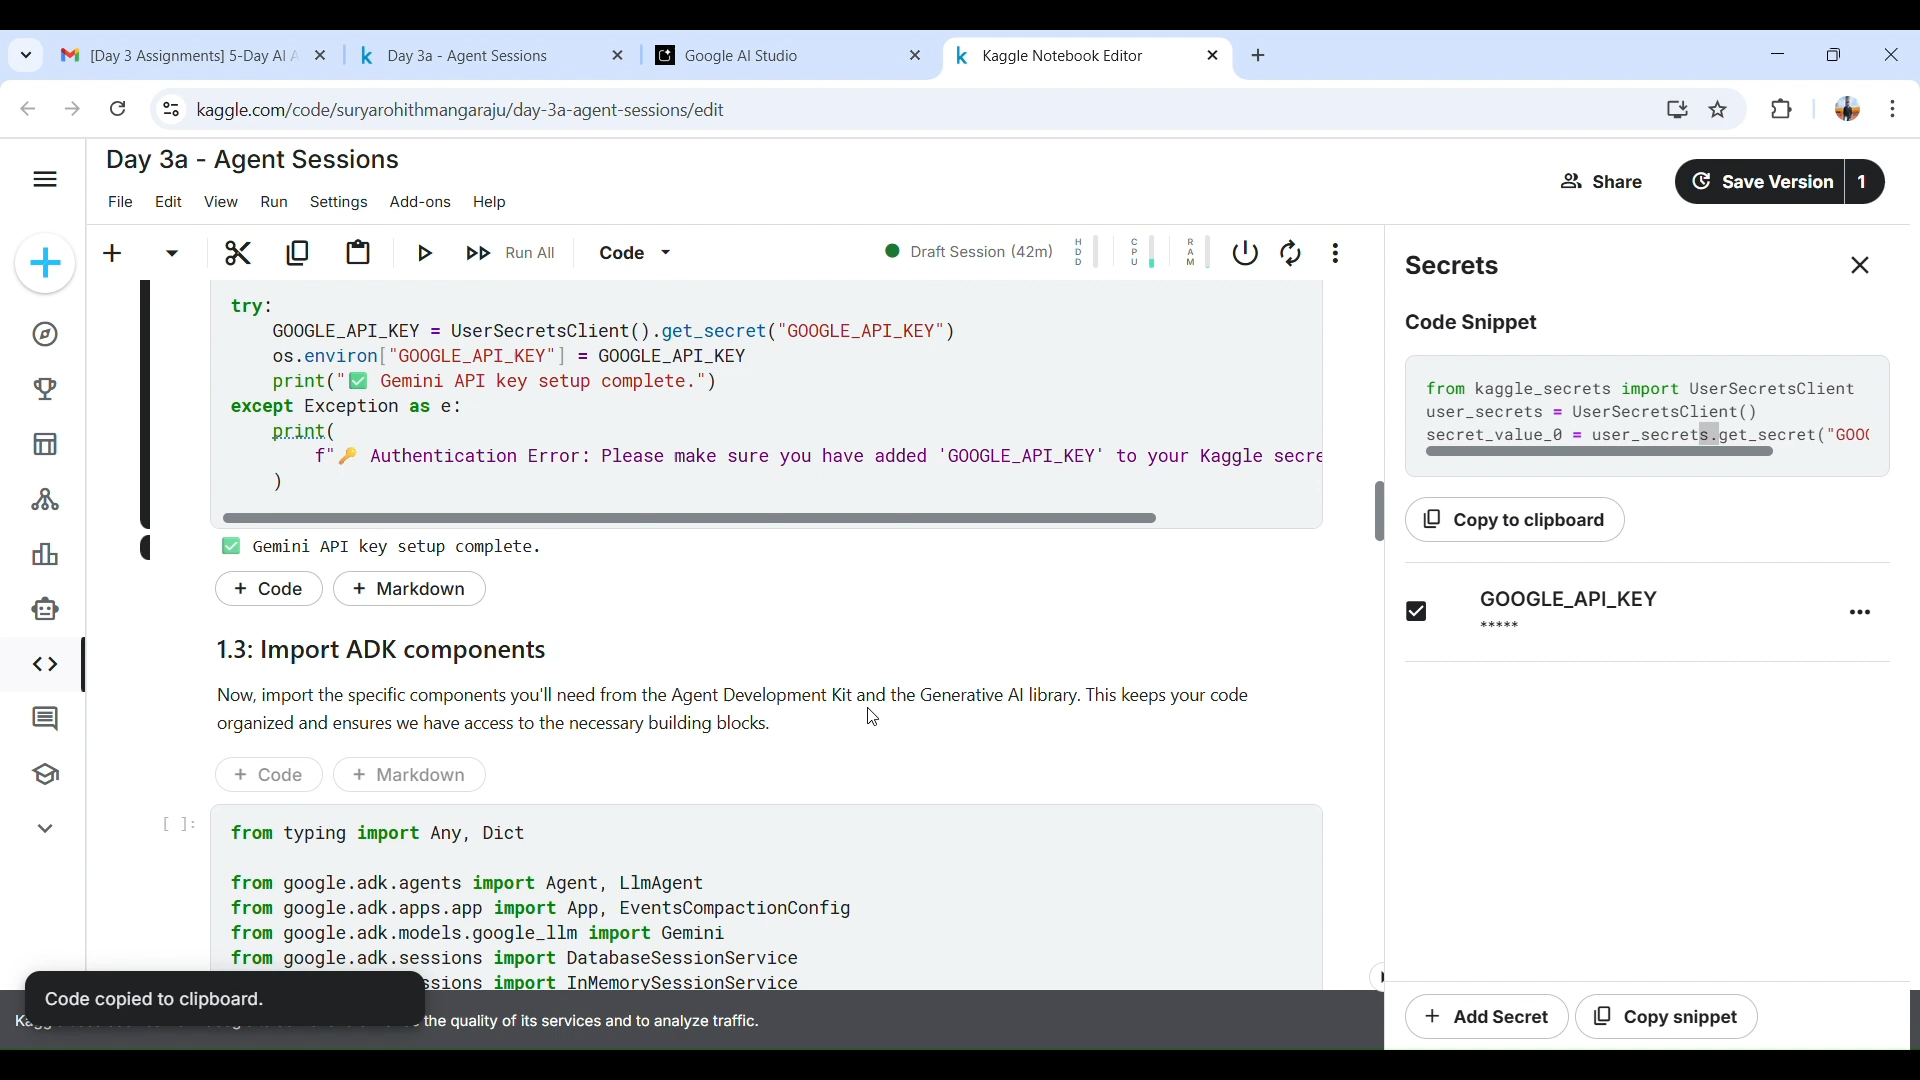 [Day 3 Assignments] 5-Day AI A
Day 3a - Agent Sessions
Google AI Studio
Kaggle Notebook Editor
kaggle.com/code/suryarohithmangaraju/day-3a-agent-sessions/edit
Day 3a - Agent Sessions
File Edit View Run Settings Add-ons Help
Share
Save Version 1
Run All
Code
Draft Session (42m)
HDD
CPU
RAM
try:
GOOGLE_API_KEY = UserSecretsClient().get_secret("GOOGLE_API_KEY")
os.environ["GOOGLE_API_KEY"] = GOOGLE_API_KEY
print("✅ Gemini API key setup complete.")
except Exception as e:
print(
f"🔑 Authentication Error: Please make sure you have added 'GOOGLE_API_KEY' to your Kaggle secre
)
✅ Gemini API key setup complete.
+ Code + Markdown
1.3: Import ADK components
Now, import the specific components you'll need from the Agent Development Kit and the Generative AI library. This keeps your code
organized and ensures we have access to the necessary building blocks.
+ Code + Markdown
[ ]:
from typing import Any, Dict
from google.adk.agents import Agent, LlmAgent
from google.adk.apps.app import App, EventsCompactionConfig
from google.adk.models.google_llm import Gemini
from google.adk.sessions import DatabaseSessionService
ssions import InMemorySessionService
Code copied to clipboard.
the quality of its services and to analyze traffic.
Secrets
Code Snippet
from kaggle_secrets import UserSecretsClient
user_secrets = UserSecretsClient()
secret_value_0 = user_secrets.get_secret("GOOG
Copy to clipboard
GOOGLE_API_KEY
*****
+ Add Secret
Copy snippet